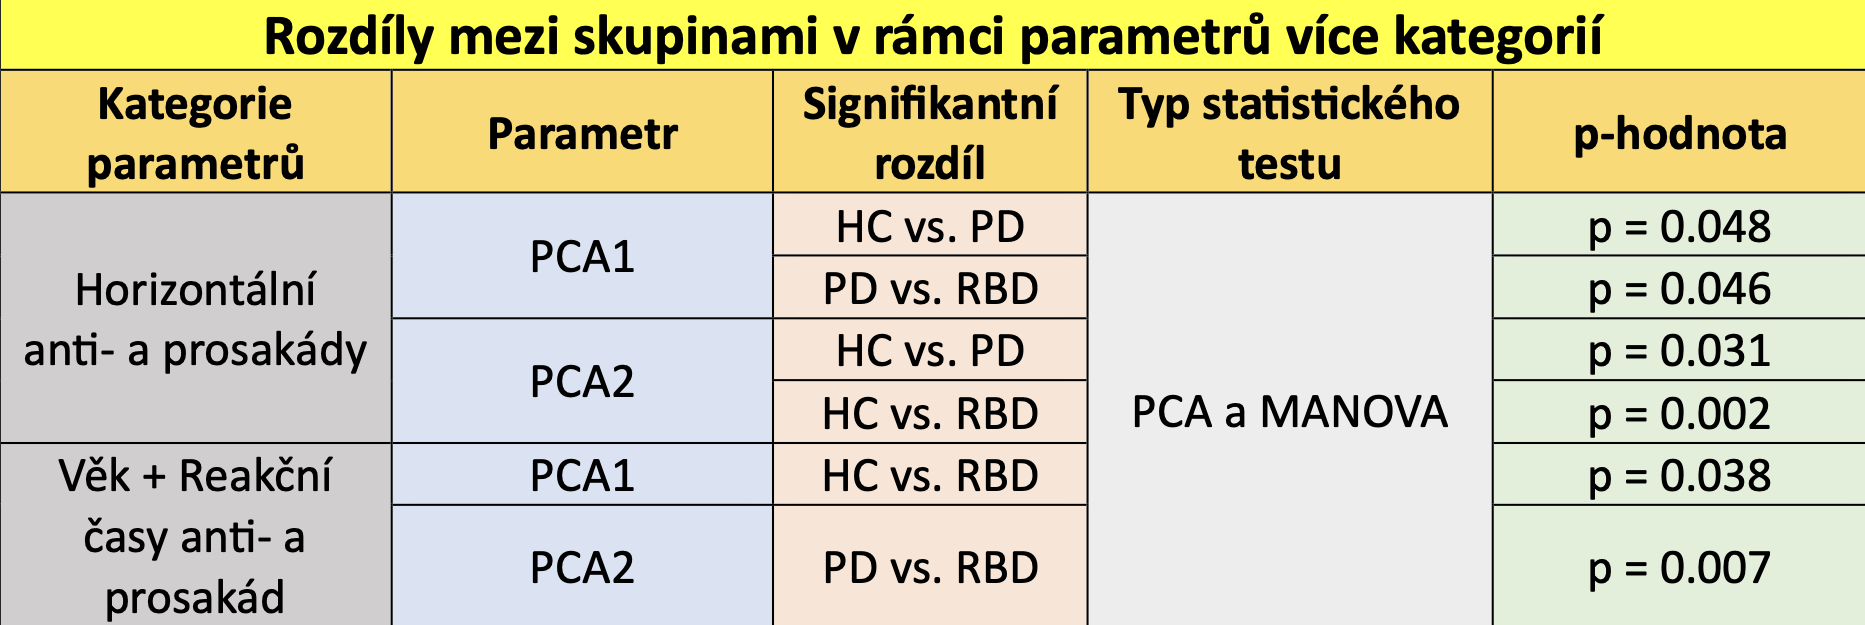 Rozdíly mezi skupinami v rámci parametrů více kategorií
Kategorie
parametrů
Parametr
Signifikantní
rozdíl
Typ statistického
testu
p-hodnota
Horizontální
anti- a prosakády
PCA1
HC vs. PD
p = 0.048
PD vs. RBD
p = 0.046
PCA2
HC vs. PD
p = 0.031
HC vs. RBD
p = 0.002
PCA a MANOVA
Věk + Reakční
časy anti- a
prosakád
PCA1
HC vs. RBD
p = 0.038
PCA2
PD vs. RBD
p = 0.007